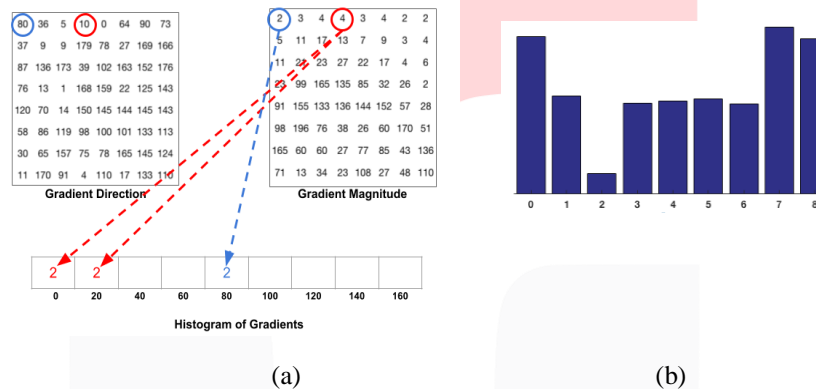 80 36 5 10 0 64 90 73
37 9 9 179 78 27 169 166
87 136 173 39 102 163 152 176
76 13 1 168 159 22 125 143
120 70 14 150 145 144 145 143
58 86 119 98 100 101 133 113
30 65 157 75 78 165 145 124
11 170 91 4 110 17 133 110
Gradient Direction
2 3 4 4 3 4 2 2
5 11 17 13 7 9 3 4
11 21 23 27 22 17 4 6
23 99 165 135 85 32 26 2
91 155 133 136 144 152 57 28
98 196 76 38 26 60 170 51
165 60 60 27 77 85 43 136
71 13 34 23 108 27 48 110
Gradient Magnitude
2 2 2
0 20 40 60 80 100 120 140 160
Histogram of Gradients
(a)
0 1 2 3 4 5 6 7 8
(b)